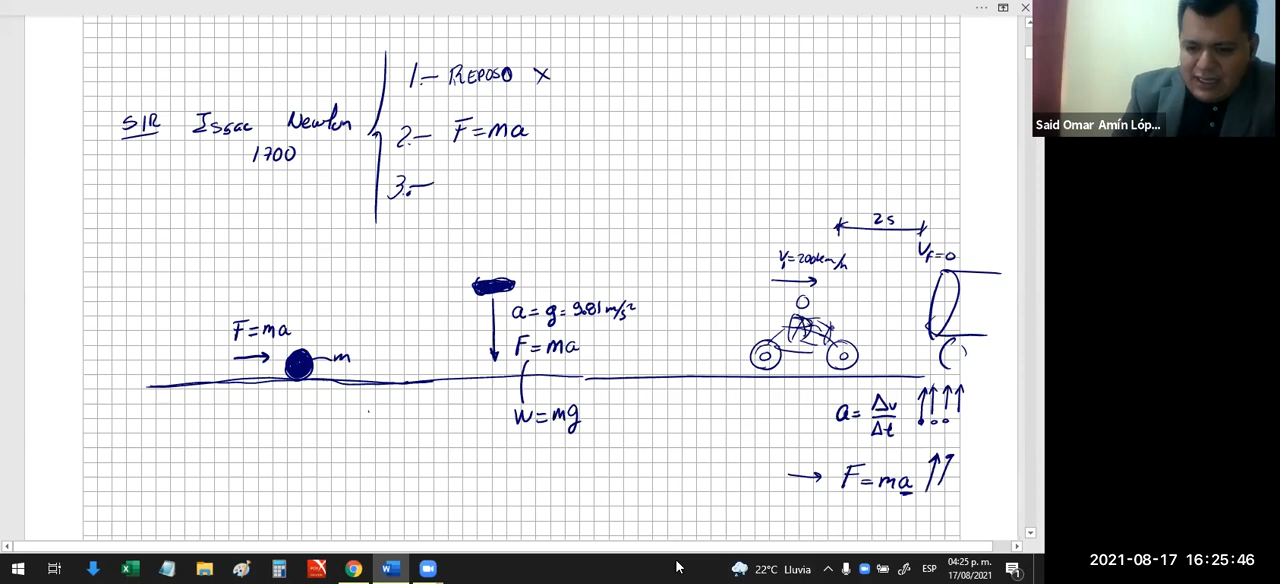 1.- REPOSO X
SIR Issac Newton
1700
2.- F=ma
3.-
2s
V=200km/h
VF=0
a=g=9.81m/s²
F=ma
m
F=ma
W=mg
a= Δv/Δt
F=ma
Said Omar Amín Lóp...
2021-08-17 16:25:46
22°C Lluvia
ESP
04:25 p. m.
17/08/2021
1